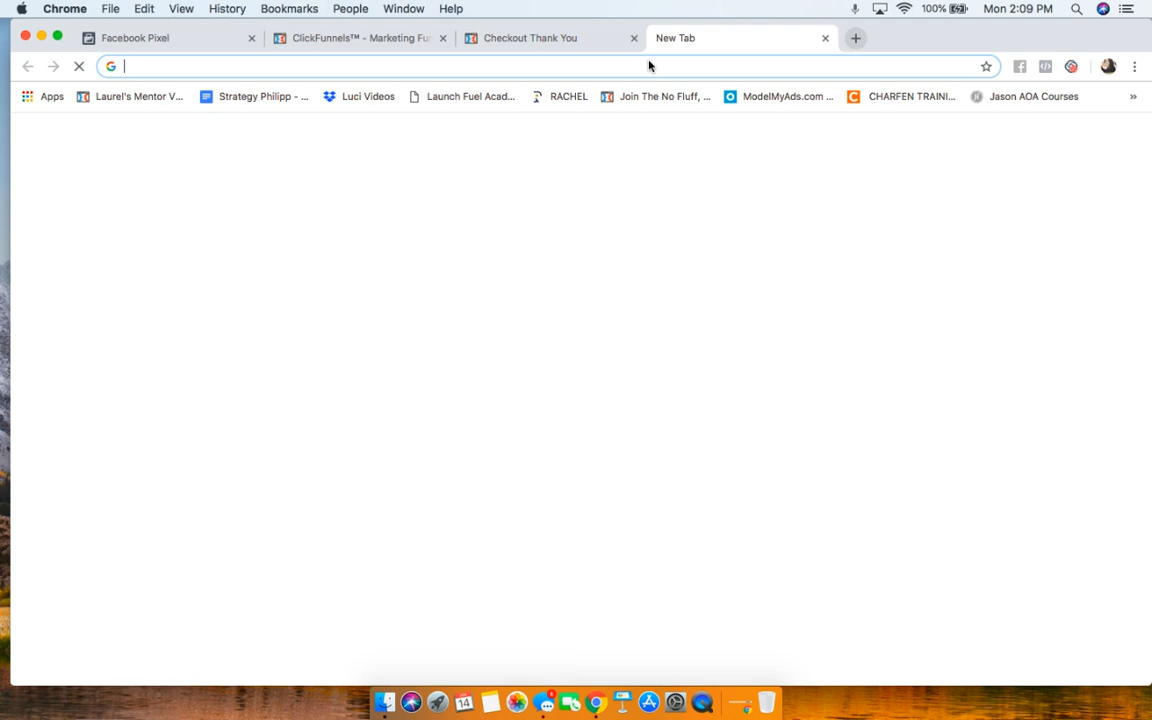 Chrome File Edit View History Bookmarks People Window Help 100% Mon 2:09 PM
Facebook Pixel ClickFunnels™ - Marketing Fun Checkout Thank You New Tab
Apps Laurel's Mentor V... Strategy Philipp - ... Luci Videos Launch Fuel Acad... RACHEL Join The No Fluff, ... ModelMyAds.com ... CHARFEN TRAINI... Jason AOA Courses »
14